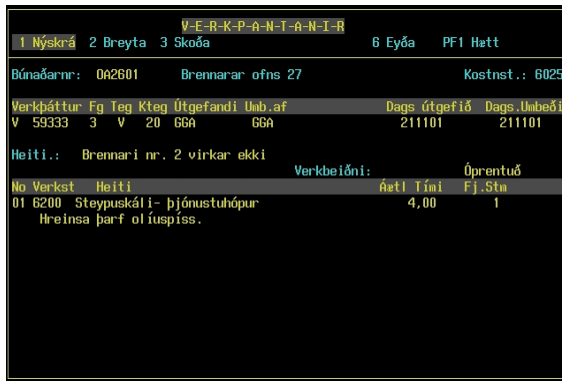 V-E-R-K-P-A-N-T-A-N-I-R
1 Nýskrá 2 Breyta 3 Skoða 6 Eyða PF1 Hætt
Búnaðarnr: OA2601 Brennarar ofns 27 Kostnst.: 6025
Verkþáttur Fg Teg Kteg Útgefandi Umb.af Dags útgefið Dags.Umbeði
V 59333 3 V 20 GGA GGA 211101 211101
Heiti.: Brennari nr. 2 virkar ekki
Verkbeiðni: Óprentuð
No Verkst Heiti Áætl Tími Fj.Stm
01 6200 Steypuskáli- þjónustuhópur 4,00 1
Hreinsa þarf olíuspíss.